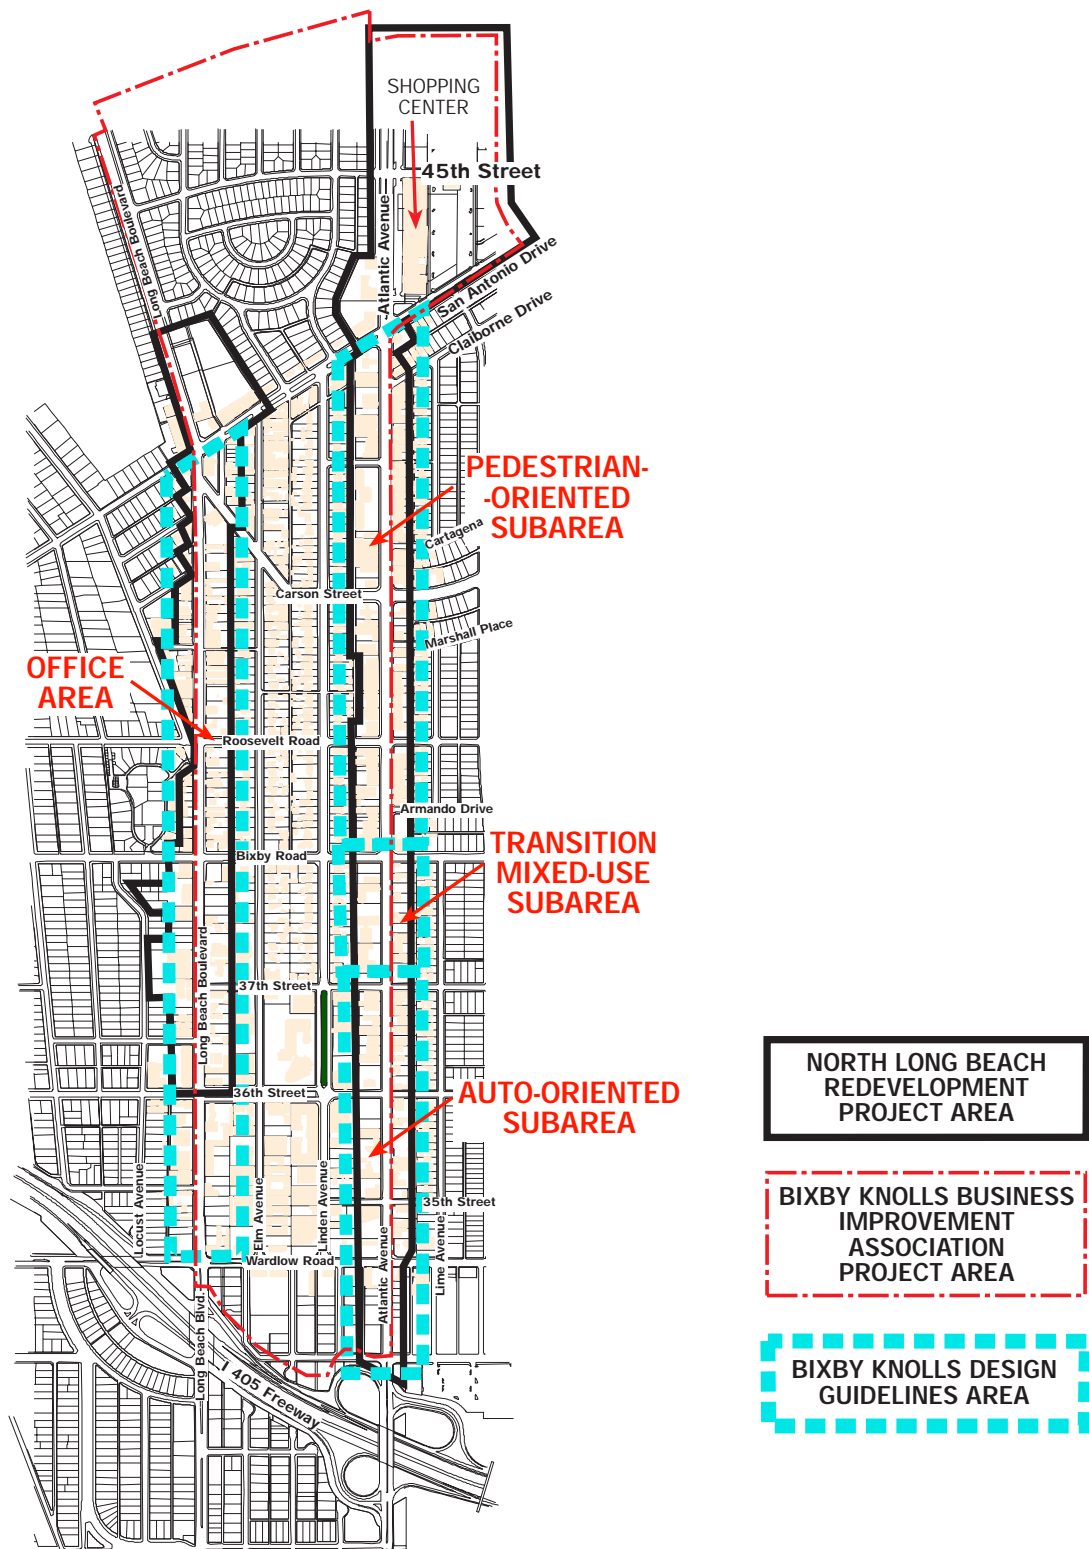 SHOPPING
CENTER
45th Street
Long Beach Boulevard
Atlantic Avenue
San Antonio Drive
Claiborne Drive
PEDESTRIAN-
-ORIENTED
SUBAREA
Cartagena
Carson Street
Marshall Place
OFFICE
AREA
Roosevelt Road
Armando Drive
TRANSITION
MIXED-USE
SUBAREA
Bixby Road
Long Beach Boulevard
37th Street
36th Street
AUTO-ORIENTED
SUBAREA
Locust Avenue
Elm Avenue
Linden Avenue
35th Street
Wardlow Road
Atlantic Avenue
Lime Avenue
Long Beach Blvd.
I 405 Freeway
NORTH LONG BEACH
REDEVELOPMENT
PROJECT AREA
BIXBY KNOLLS BUSINESS
IMPROVEMENT
ASSOCIATION
PROJECT AREA
BIXBY KNOLLS DESIGN
GUIDELINES AREA